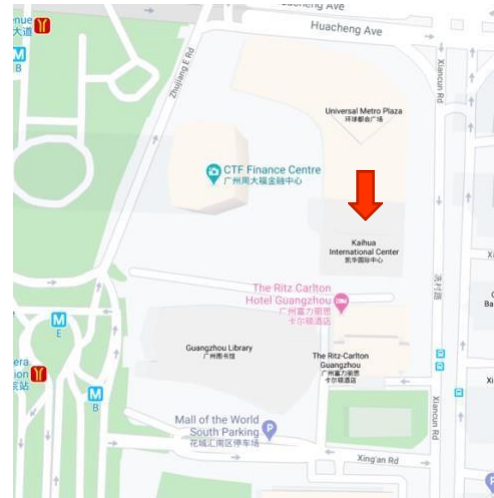 Huacheng Ave
大道
M
B
Zhujiang E Rd
Xiancun Rd
Universal Metro Plaza
环球都会广场
CTF Finance Centre
广州周大福金融中心
Kaihua
International Center
凯华国际中心
冼村路
The Ritz Carlton
Hotel Guangzhou
广州富力丽思
卡尔顿酒店
M
E
Guangzhou Library
广州图书馆
The Ritz-Carlton
Guangzhou
广州富力丽思
卡尔顿酒店
M
B
Mall of the World
South Parking
花城汇南区停车场
P
Xiancun Rd
Xing'an Rd